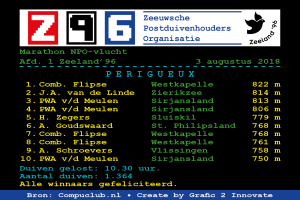 Z96
Zeeuwsche
Postduivenhouders
Organisatie
Zeeland '96
Marathon NPO-vlucht
Afd. 1 Zeeland'96 3 augustus 2018
PERIGUEUX
1. Comb. Flipse Westkapelle 822 m
2. J.A. van de Linde Zierikzee 814 m
3. PWA v/d Meulen Sirjansland 813 m
4. PWA v/d Meulen Sirjansland 806 m
5. H. Zegers Sluiskil 779 m
6. A. Goudswaard St. Philipsland 768 m
7. Comb. Flipse Westkapelle 768 m
8. Comb. Flipse Westkapelle 761 m
9. A. Schroevers Vlissingen 758 m
10. PWA v/d Meulen Sirjansland 750 m
Duiven gelost: 10.30 uur.
Aantal duiven: 1.364
Alle winnaars gefeliciteerd.
Bron: Compuclub.nl • Create by Grafic 2 Innovate